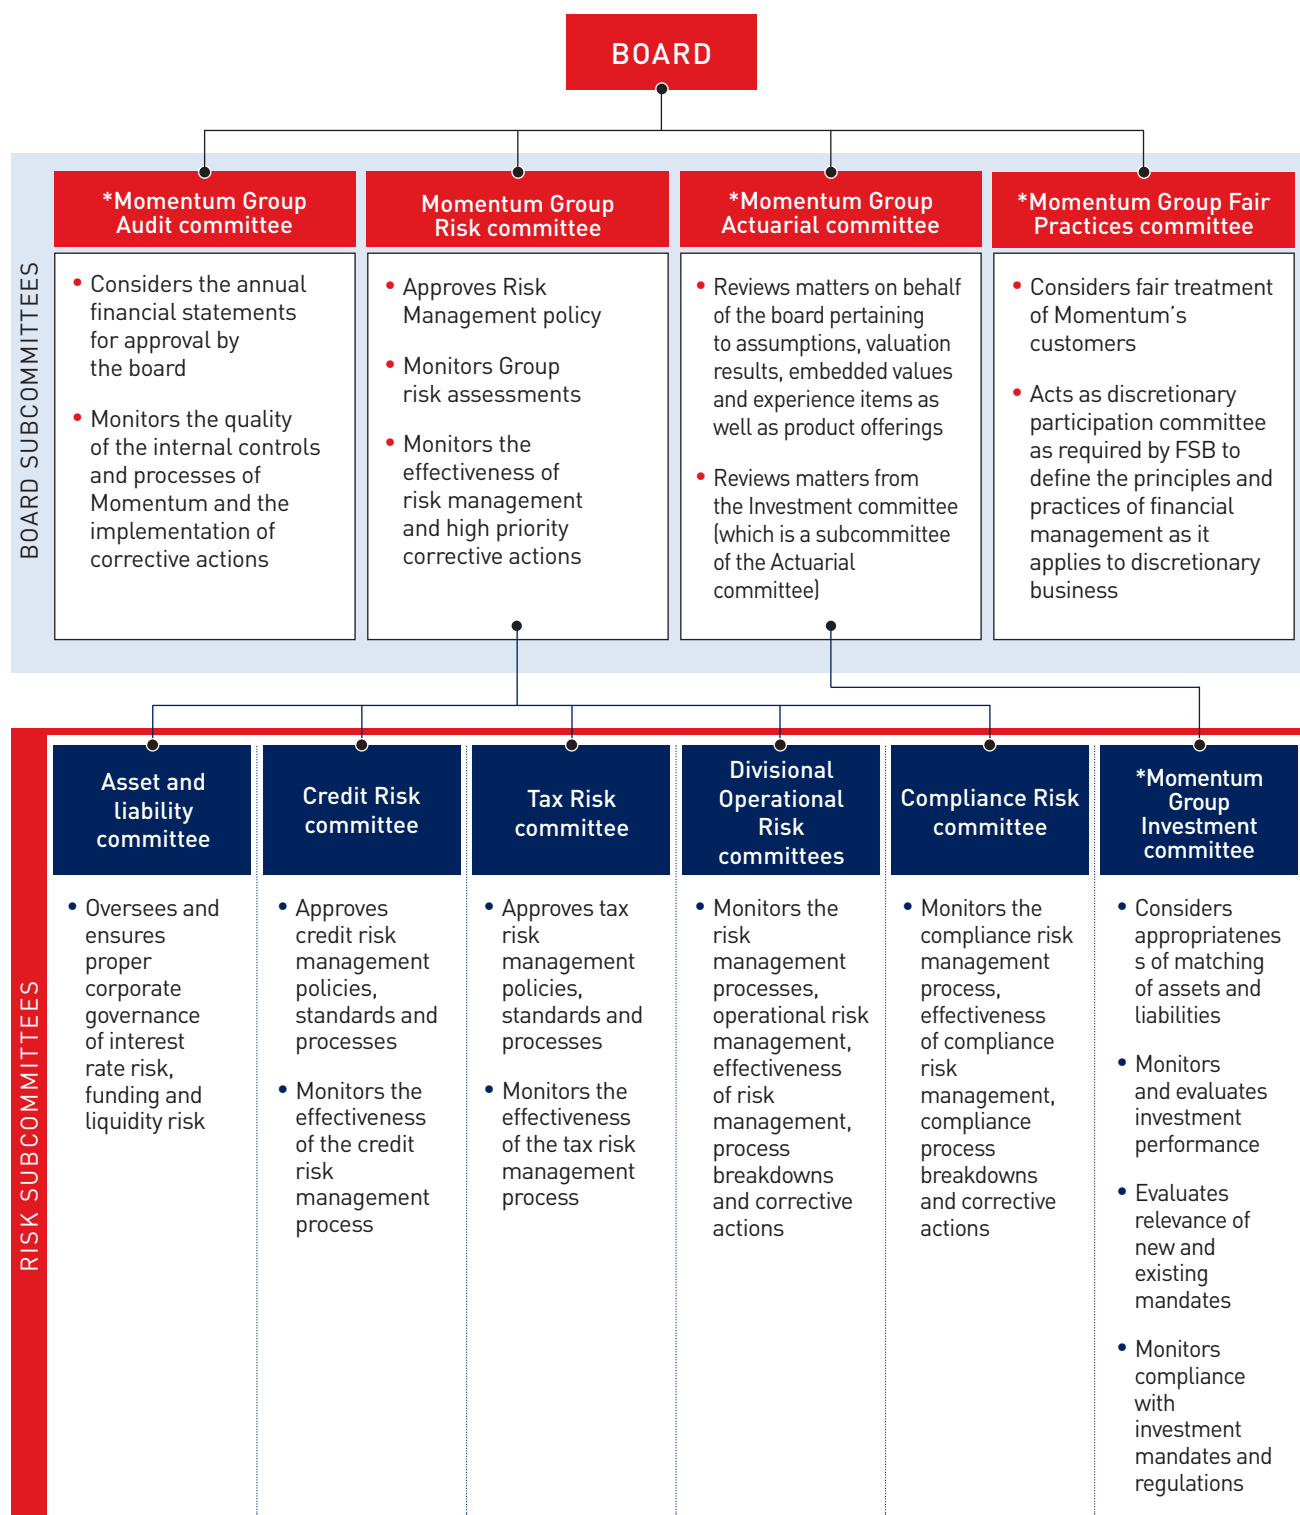 BOARD
BOARD SUBCOMMITTEES
*Momentum Group
Audit committee
• Considers the annual
financial statements
for approval by
the board
• Monitors the quality
of the internal controls
and processes of
Momentum and the
implementation of
corrective actions
Momentum Group
Risk committee
• Approves Risk
Management policy
• Monitors Group
risk assessments
• Monitors the
effectiveness of
risk management
and high priority
corrective actions
*Momentum Group
Actuarial committee
• Reviews matters on behalf
of the board pertaining
to assumptions, valuation
results, embedded values
and experience items as
well as product offerings
• Reviews matters from
the Investment committee
(which is a subcommittee
of the Actuarial
committee)
*Momentum Group Fair
Practices committee
• Considers fair treatment
of Momentum’s
customers
• Acts as discretionary
participation committee
as required by FSB to
define the principles and
practices of financial
management as it
applies to discretionary
business
RISK SUBCOMMITTEES
Asset and
liability
committee
• Oversees and
ensures
proper
corporate
governance
of interest
rate risk,
funding and
liquidity risk
Credit Risk
committee
• Approves
credit risk
management
policies,
standards and
processes
• Monitors the
effectiveness
of the credit
risk
management
process
Tax Risk
committee
• Approves tax
risk
management
policies,
standards and
processes
• Monitors the
effectiveness
of the tax risk
management
process
Divisional
Operational
Risk
committees
• Monitors the
risk
management
processes,
operational risk
management,
effectiveness
of risk
management,
process
breakdowns
and corrective
actions
Compliance Risk
committee
• Monitors the
compliance risk
management
process,
effectiveness
of compliance
risk
management,
compliance
process
breakdowns
and corrective
actions
*Momentum
Group
Investment
committee
• Considers
appropriatenes
s of matching
of assets and
liabilities
• Monitors
and evaluates
investment
performance
• Evaluates
relevance of
new and
existing
mandates
• Monitors
compliance
with
investment
mandates and
regulations